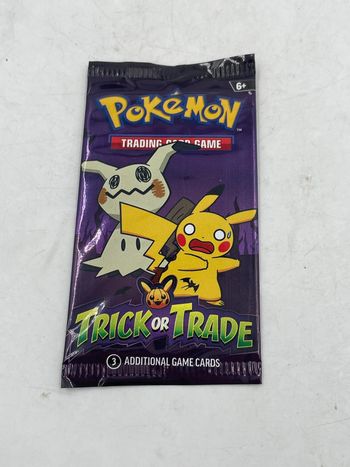 6+
POKéMON
TRADING CARD GAME
TRICK OR TRADE
3 ADDITIONAL GAME CARDS